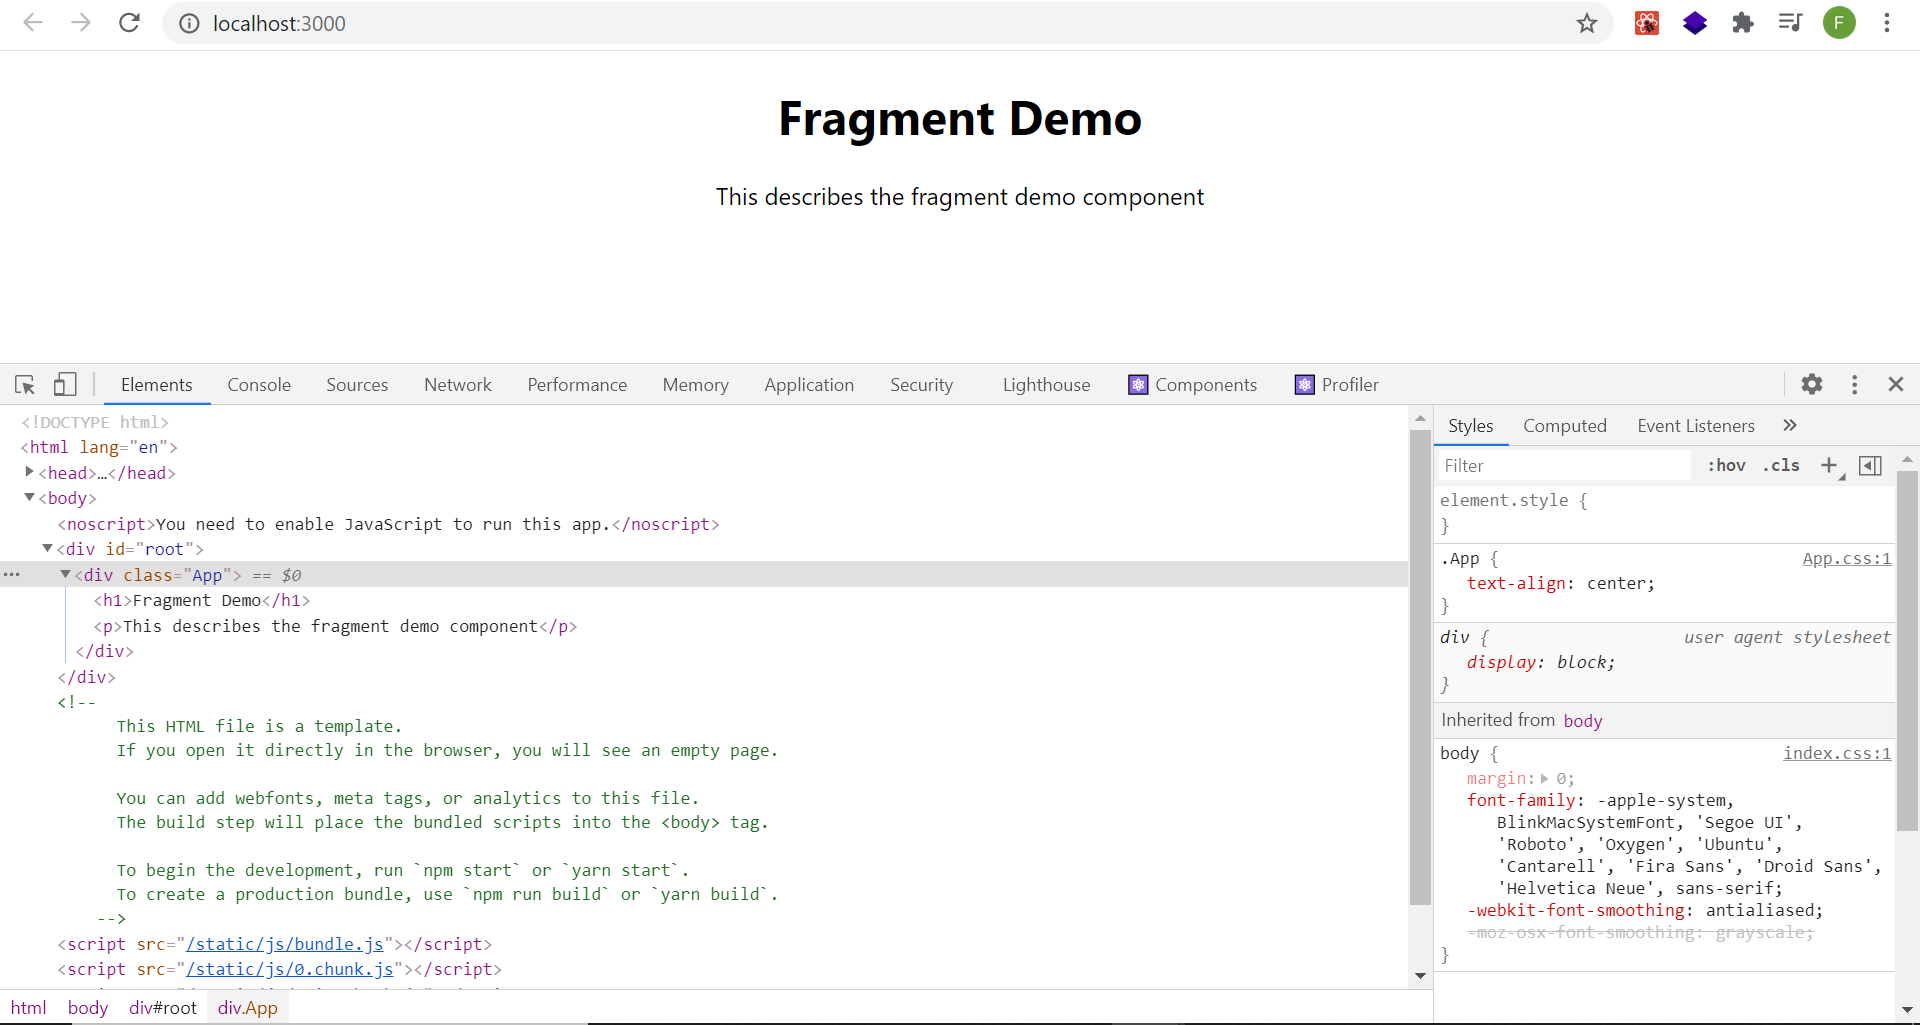 localhost:3000
F
Fragment Demo
This describes the fragment demo component
Elements Console Sources Network Performance Memory Application Security Lighthouse Components Profiler
<!DOCTYPE html>
<html lang="en">
<head>…</head>
<body>
<noscript>You need to enable JavaScript to run this app.</noscript>
<div id="root">
<div class="App"> == $0
<h1>Fragment Demo</h1>
<p>This describes the fragment demo component</p>
</div>
</div>
<!--
This HTML file is a template.
If you open it directly in the browser, you will see an empty page.
You can add webfonts, meta tags, or analytics to this file.
The build step will place the bundled scripts into the <body> tag.
To begin the development, run `npm start` or `yarn start`.
To create a production bundle, use `npm run build` or `yarn build`.
-->
<script src="/static/js/bundle.js"></script>
<script src="/static/js/0.chunk.js"></script>
html body div#root div.App
Styles Computed Event Listeners »
Filter :hov .cls +
element.style {
}
.App { App.css:1
text-align: center;
}
div { user agent stylesheet
display: block;
}
Inherited from body
body { index.css:1
margin: 0;
font-family: -apple-system,
BlinkMacSystemFont, 'Segoe UI',
'Roboto', 'Oxygen', 'Ubuntu',
'Cantarell', 'Fira Sans', 'Droid Sans',
'Helvetica Neue', sans-serif;
-webkit-font-smoothing: antialiased;
-moz-osx-font-smoothing: grayscale;
}